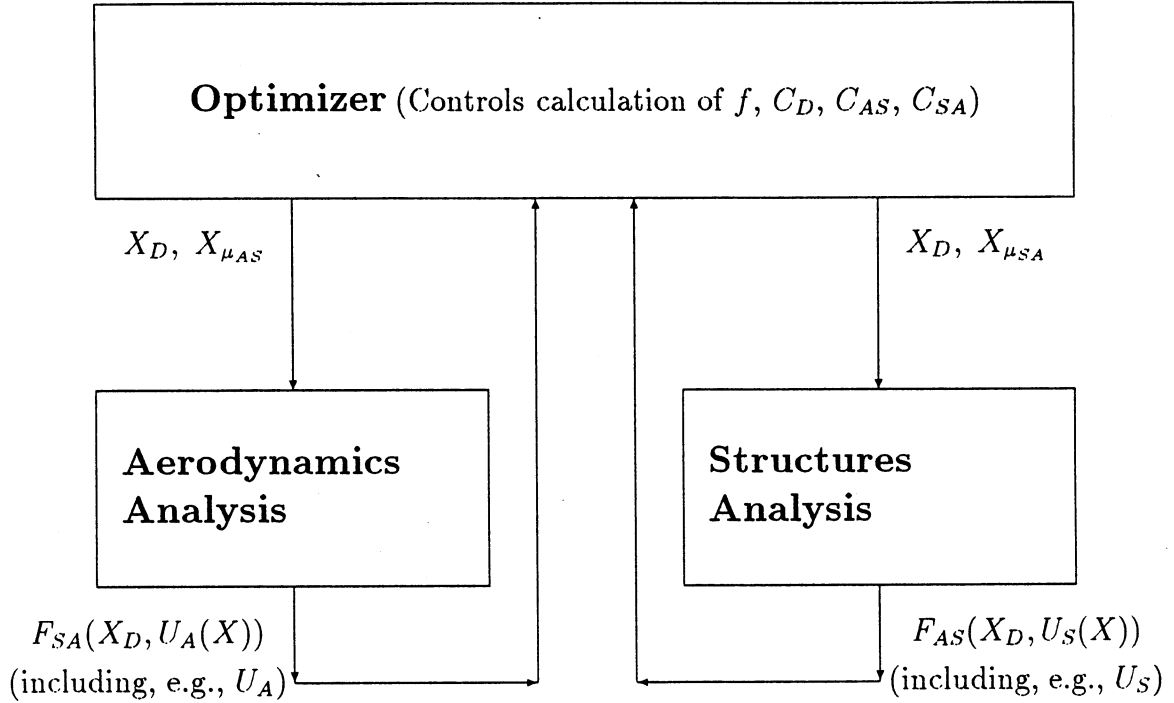 Optimizer (Controls calculation of f, C_D, C_AS, C_SA)
X_D, X_μ_AS
X_D, X_μ_SA
Aerodynamics
Analysis
Structures
Analysis
F_SA(X_D, U_A(X))
(including, e.g., U_A)
F_AS(X_D, U_S(X))
(including, e.g., U_S)